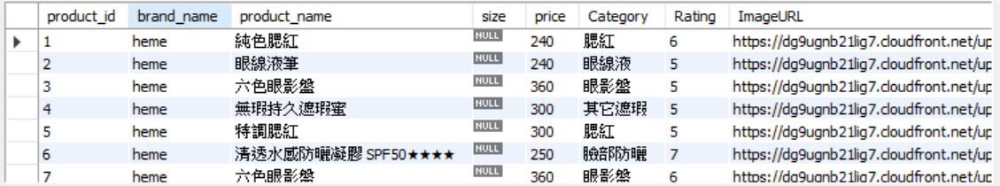 product_id brand_name product_name size price Category Rating ImageURL
1 heme 純色腮紅 NULL 240 腮紅 6 https://dg9ugnb21lig7.cloudfront.net/up
2 heme 眼線液筆 NULL 240 眼線液 5 https://dg9ugnb21lig7.cloudfront.net/up
3 heme 六色眼影盤 NULL 360 眼影盤 5 https://dg9ugnb21lig7.cloudfront.net/up
4 heme 無瑕持久遮瑕蜜 NULL 300 其它遮瑕 5 https://dg9ugnb21lig7.cloudfront.net/up
5 heme 特調腮紅 NULL 300 腮紅 5 https://dg9ugnb21lig7.cloudfront.net/up
6 heme 清透水感防曬凝膠 SPF50★★★★ NULL 250 臉部防曬 7 https://dg9ugnb21lig7.cloudfront.net/up
7 heme 六色眼影盤 NULL 360 眼影盤 6 https://dg9ugnb21lig7.cloudfront.net/up